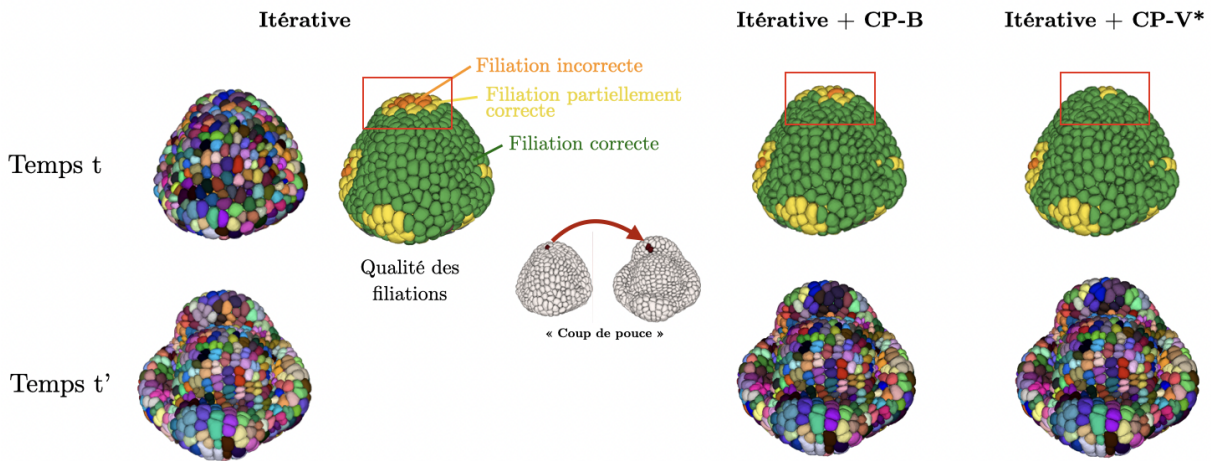 Itérative
Itérative + CP-B
Itérative + CP-V*
Filiation incorrecte
Filiation partiellement
correcte
Filiation correcte
Temps t
Qualité des
filiations
« Coup de pouce »
Temps t'